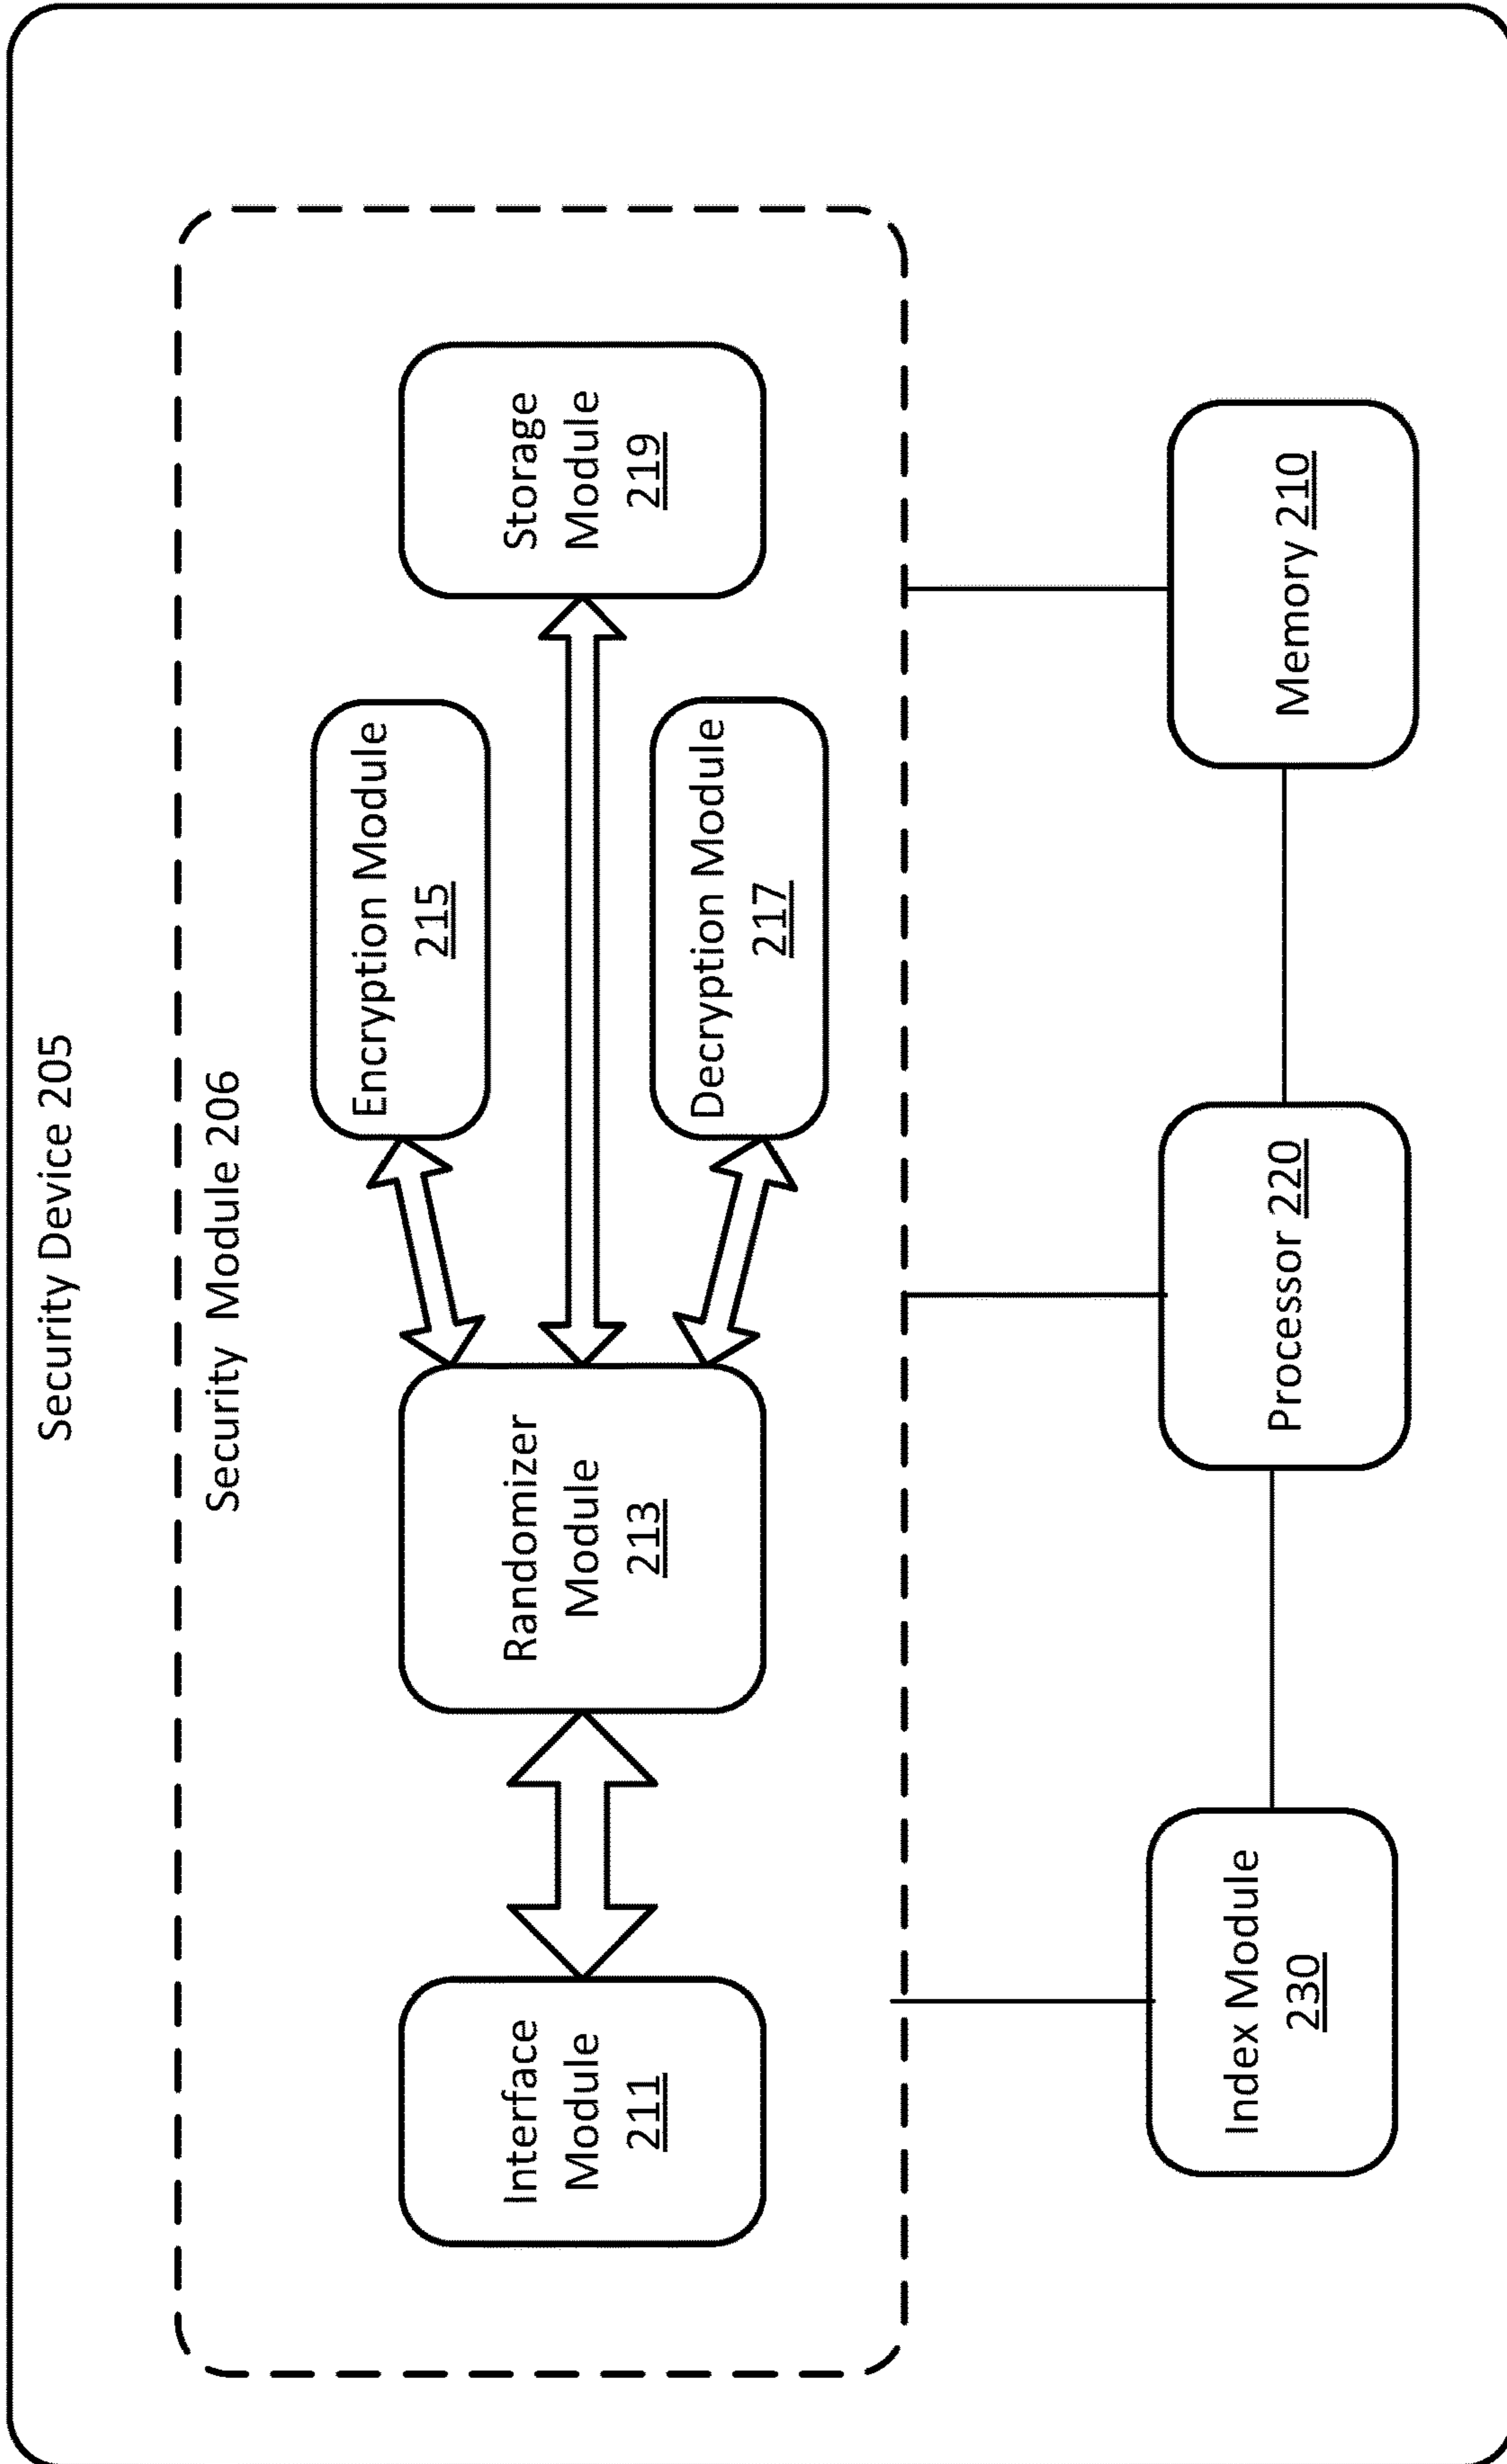 Security Device 205
Security Module 206
Interface
Module
211
Randomizer
Module
213
Encryption Module
215
Decryption Module
217
Storage
Module
219
Index Module
230
Processor 220
Memory 210